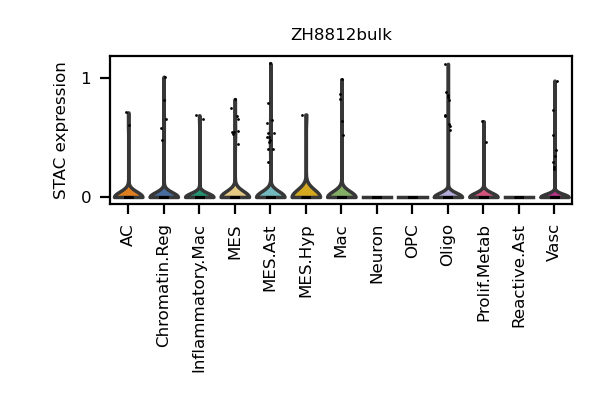 ZH8812bulk
STAC expression
1
0
AC
Chromatin.Reg
Inflammatory.Mac
MES
MES.Ast
MES.Hyp
Mac
Neuron
OPC
Oligo
Prolif.Metab
Reactive.Ast
Vasc